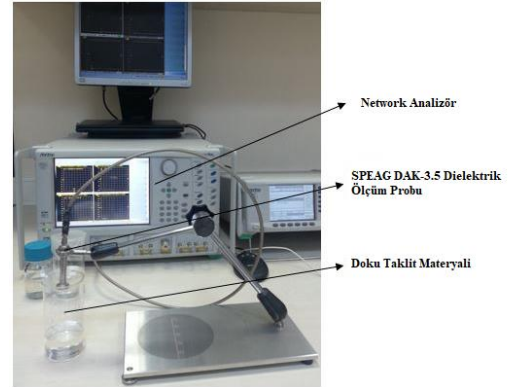 Network Analizör
SPEAG DAK-3.5 Dielektrik
Ölçüm Probu
Doku Taklit Materyali